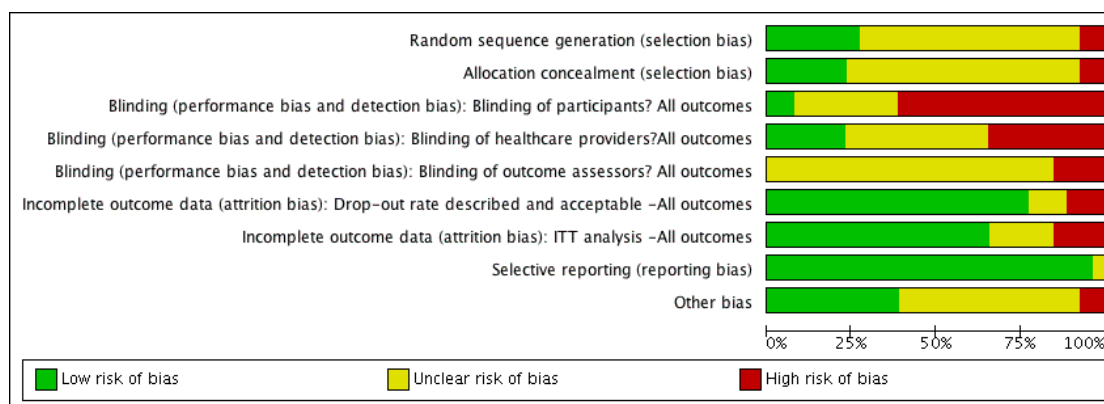 Random sequence generation (selection bias)
Allocation concealment (selection bias)
Blinding (performance bias and detection bias): Blinding of participants? All outcomes
Blinding (performance bias and detection bias): Blinding of healthcare providers?All outcomes
Blinding (performance bias and detection bias): Blinding of outcome assessors? All outcomes
Incomplete outcome data (attrition bias): Drop-out rate described and acceptable -All outcomes
Incomplete outcome data (attrition bias): ITT analysis -All outcomes
Selective reporting (reporting bias)
Other bias
0% 25% 50% 75% 100%
Low risk of bias Unclear risk of bias High risk of bias